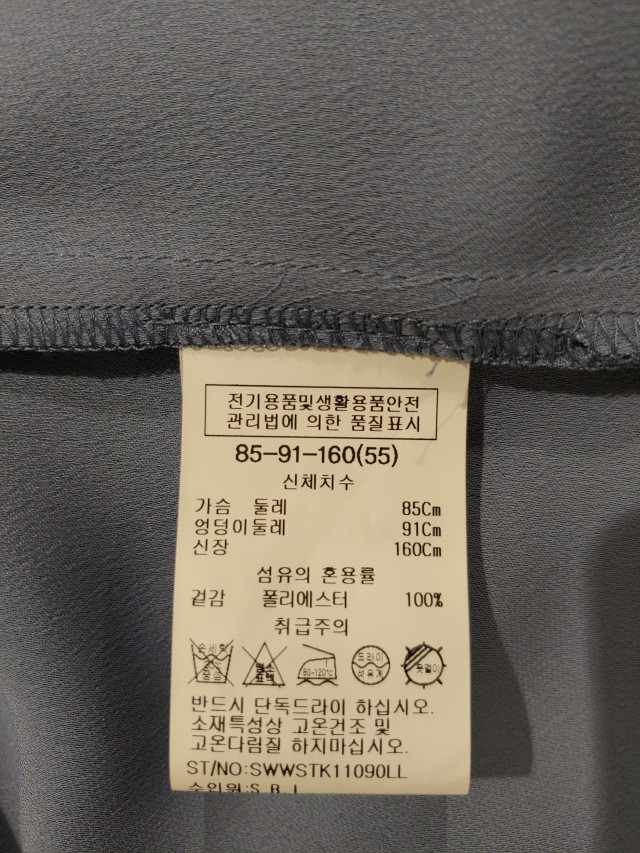 전기용품및생활용품안전
관리법에 의한 품질표시
85-91-160(55)
신체치수
가슴 둘레 85Cm
엉덩이둘레 91Cm
신장 160Cm
섬유의 혼용률
겉감 폴리에스터 100%
취급주의
염소 표백
80-120℃
드라이
석유계
옷걸이
반드시 단독드라이 하십시오.
소재특성상 고온건조 및
고온다림질 하지마십시오.
ST/NO:SWWSTK11090LL
수입원:S.B.I